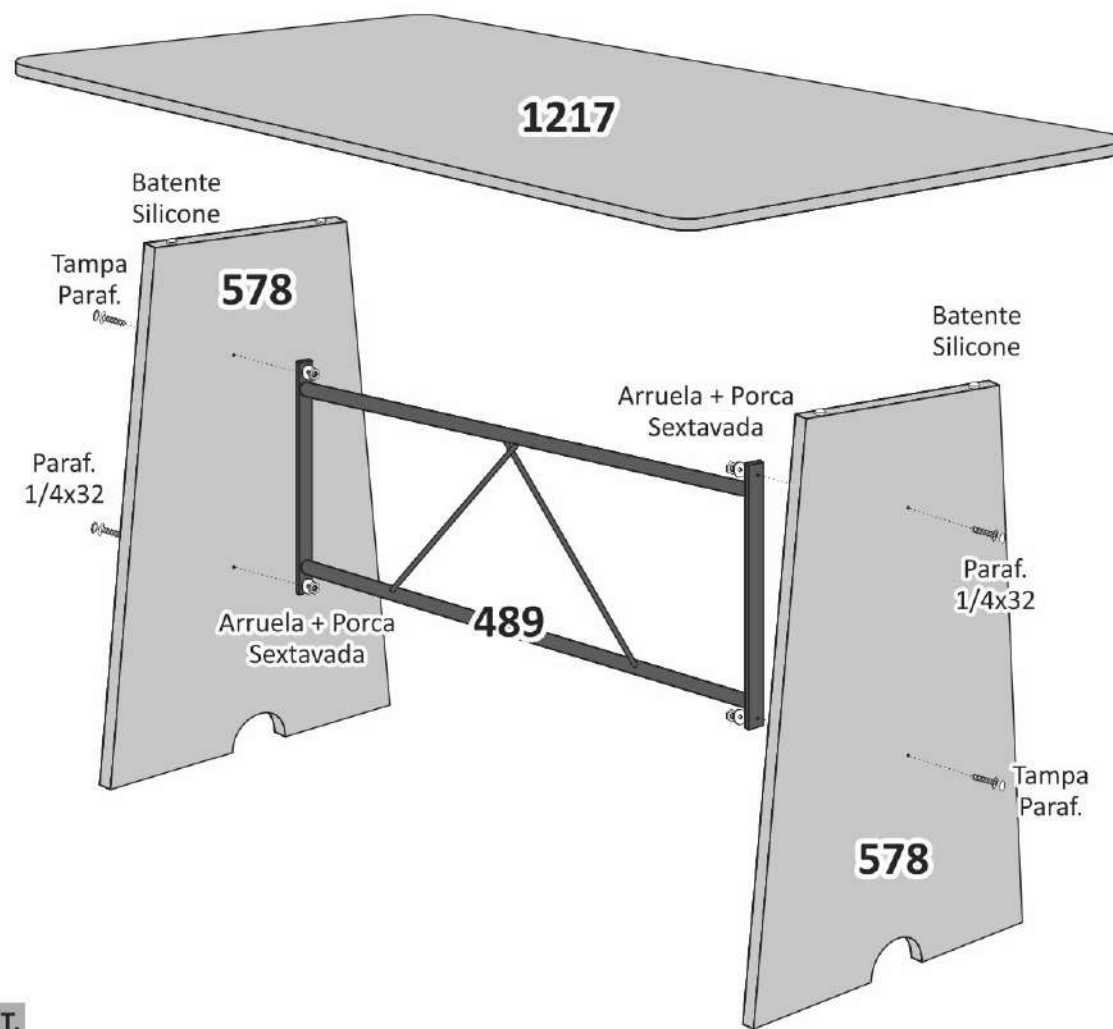 1217
Batente
Silicone
Tampa
Paraf.
578
Batente
Silicone
Arruela + Porca
Sextavada
Paraf.
1/4x32
Paraf.
1/4x32
Arruela + Porca
Sextavada
489
Tampa
Paraf.
578
T.